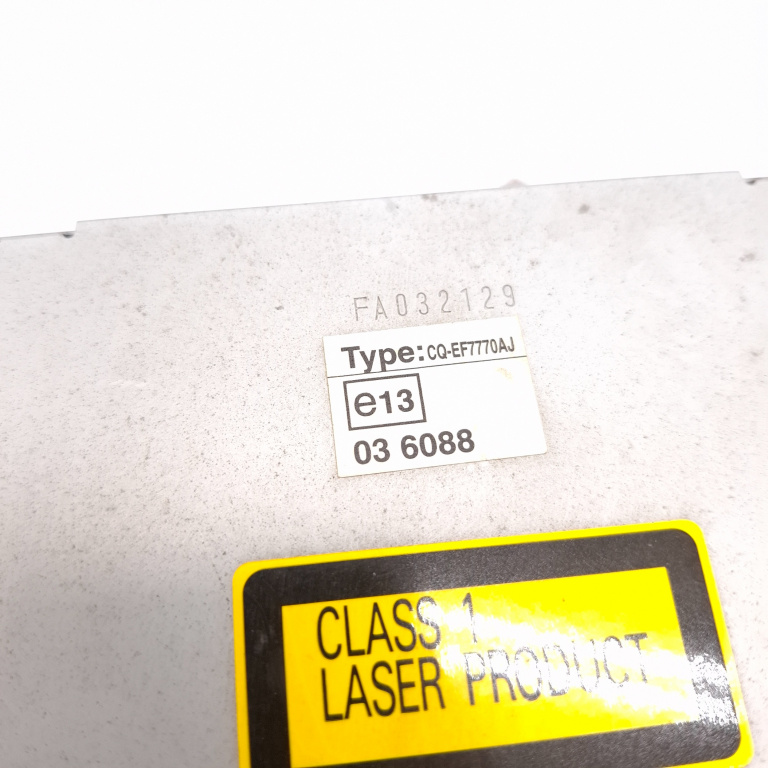 FA032129
Type: CQ-EF7770AJ
e13
03 6088
CLASS 1
LASER PRODUCT